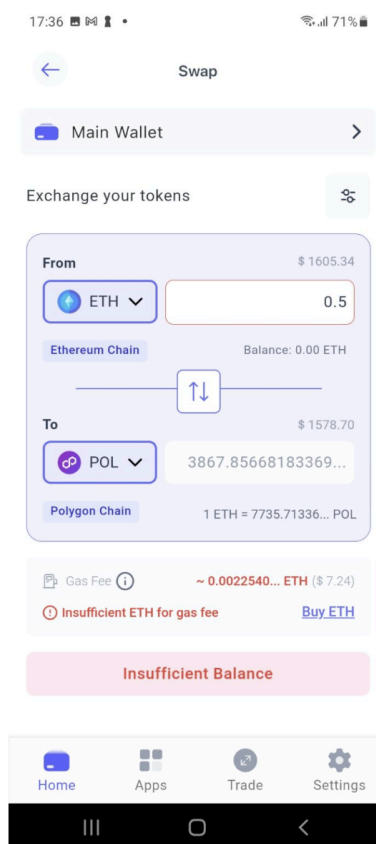 17:36 71%
Swap
Main Wallet
Exchange your tokens
From $ 1605.34
ETH 0.5
Ethereum Chain Balance: 0.00 ETH
To $ 1578.70
POL 3867.85668183369...
Polygon Chain 1 ETH = 7735.71336... POL
Gas Fee ~ 0.0022540... ETH ($ 7.24)
Insufficient ETH for gas fee Buy ETH
Insufficient Balance
Home Apps Trade Settings